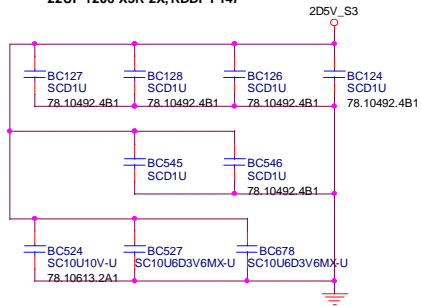 2D5V_S3
BC127
SCD1U
78.10492.4B1
BC128
SCD1U
78.10492.4B1
BC126
SCD1U
78.10492.4B1
BC124
SCD1U
78.10492.4B1
BC545
SCD1U
BC546
SCD1U
78.10492.4B1
BC524
SC10U10V-U
78.10613.2A1
BC527
SC10U6D3V6MX-U
BC678
SC10U6D3V6MX-U